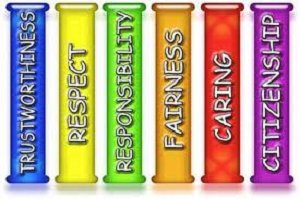 TRUSTWORTHINESS
RESPECT
RESPONSIBILITY
FAIRNESS
CARING
CITIZENSHIP